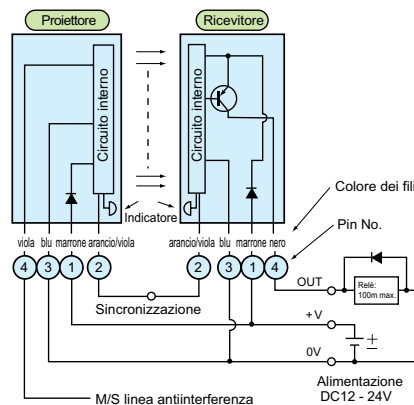 Proiettore
Ricevitore
Circuito interno
Circuito interno
Indicatore
Colore dei fili
viola blu marrone arancio/viola
arancio/viola blu marrone nero
Pin No.
4 3 1 2
2 3 1 4
OUT
Relè:
100m max.
Sincronizzazione
+V
+
−
0V
Alimentazione
DC12 - 24V
M/S linea antiinterferenza